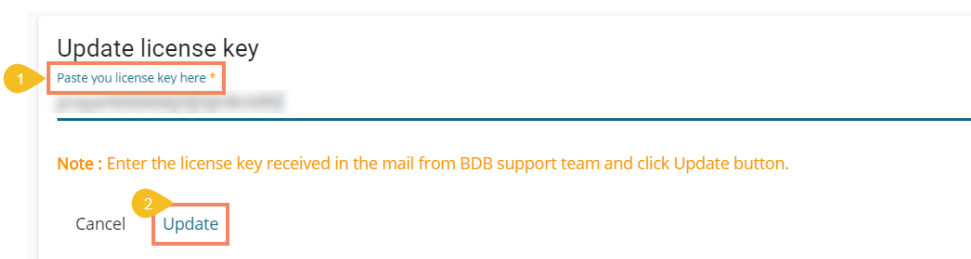 Update license key
1
Paste you license key here *
Note : Enter the license key received in the mail from BDB support team and click Update button.
2
Cancel Update